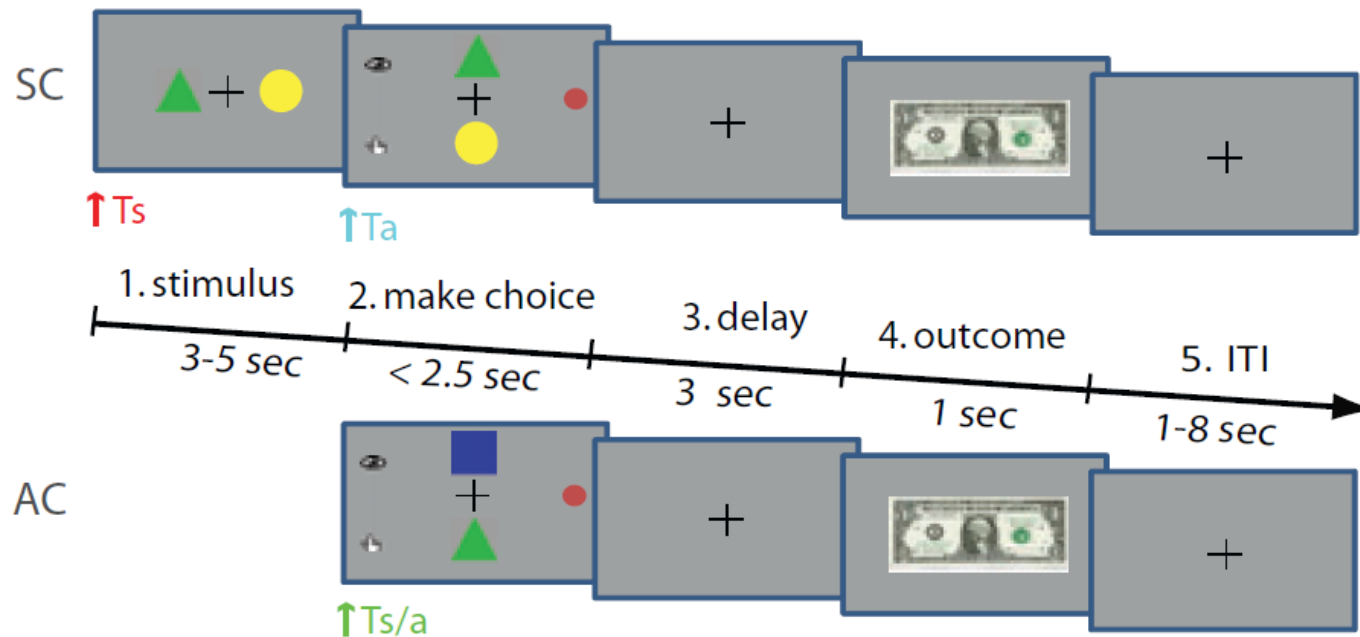 SC
↑Ts
↑Ta
1. stimulus
2. make choice
3. delay
4. outcome
5. ITI
3-5 sec
< 2.5 sec
3 sec
1 sec
1-8 sec
AC
↑Ts/a